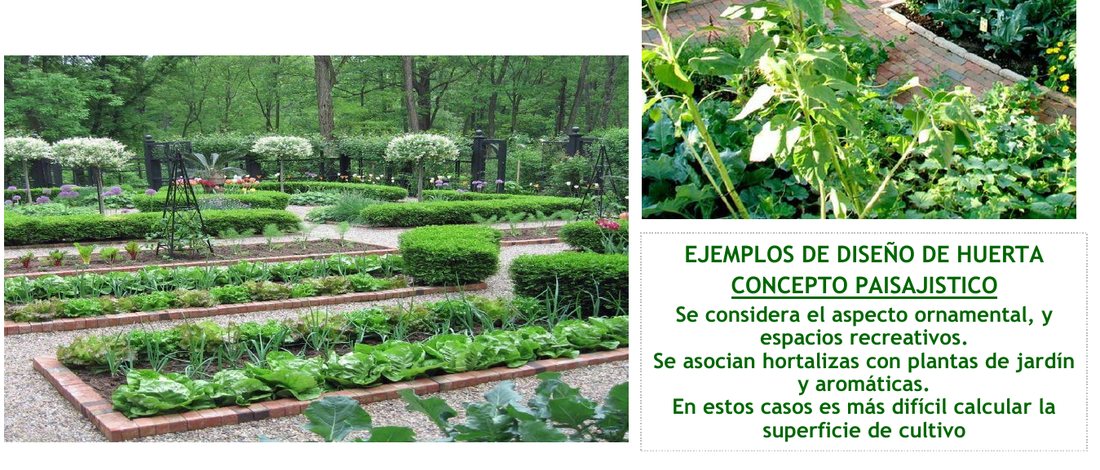 EJEMPLOS DE DISEÑO DE HUERTA
CONCEPTO PAISAJISTICO
Se considera el aspecto ornamental, y
espacios recreativos.
Se asocian hortalizas con plantas de jardín
y aromáticas.
En estos casos es más difícil calcular la
superficie de cultivo